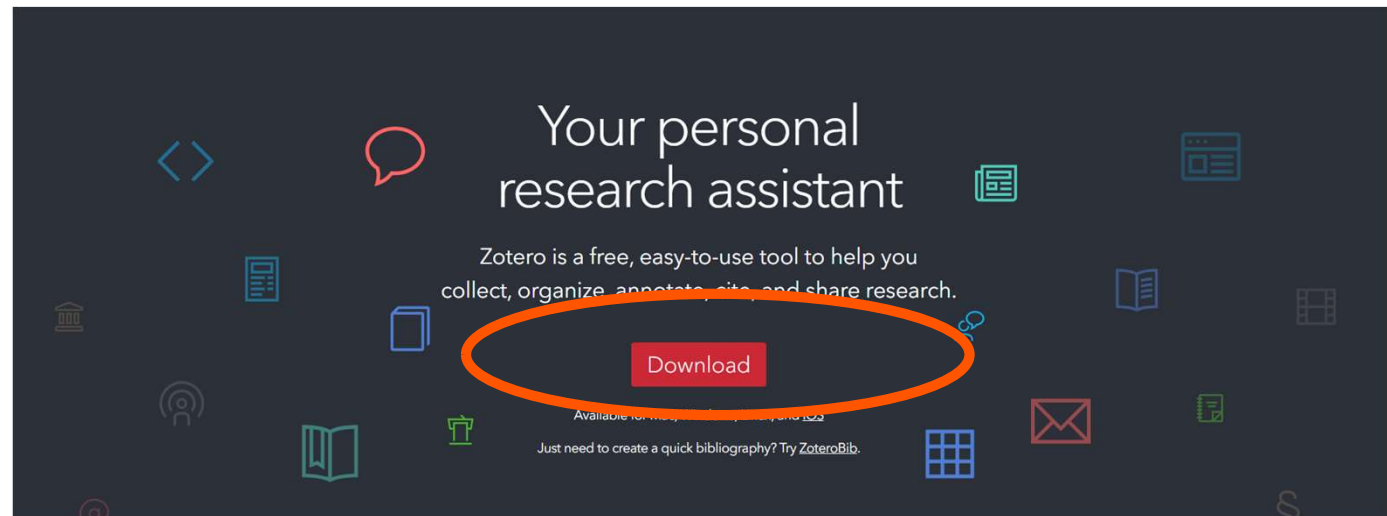 Your personal
research assistant
Zotero is a free, easy-to-use tool to help you
collect, organize, annotate, cite, and share research.
Download
Available for and iOS
Just need to create a quick bibliography? Try ZoteroBib.
@
§